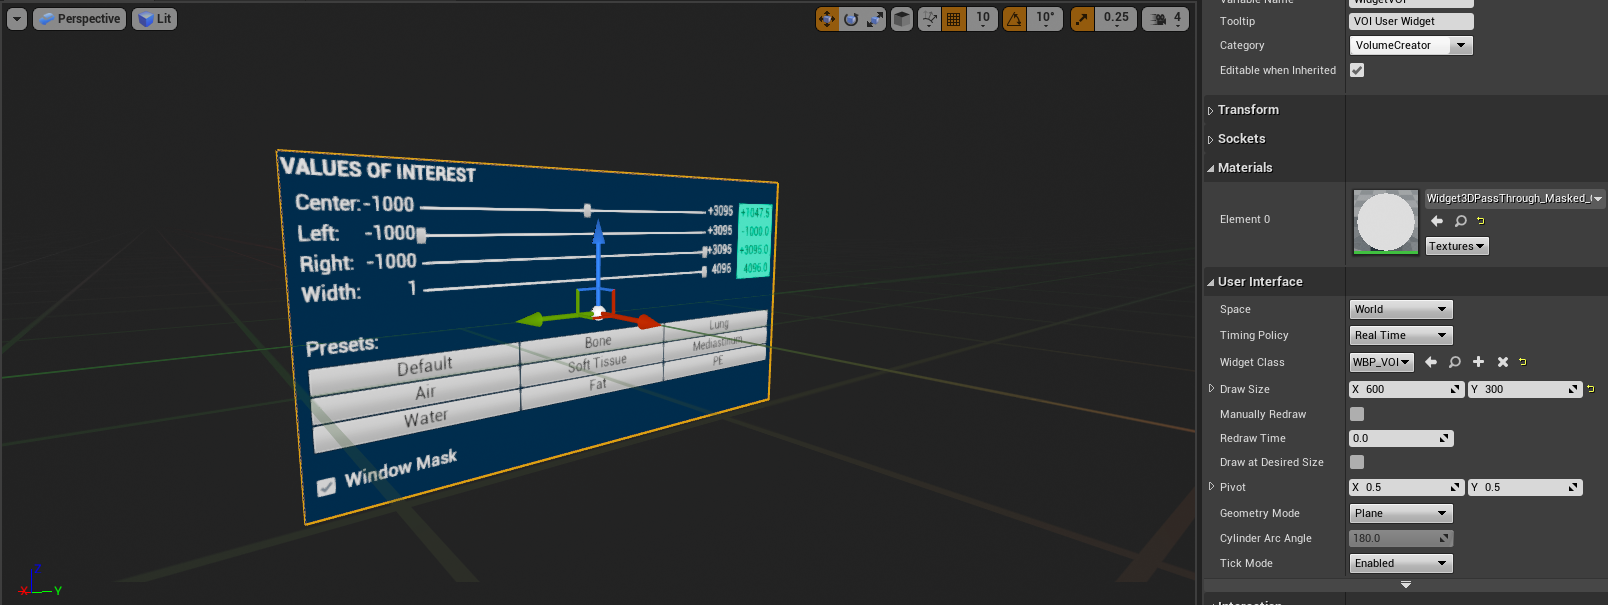 Perspective
Lit
10
10°
0.25
4
VALUES OF INTEREST
Center: -1000 +3095 +1047.5
Left: -1000 +3095 -1000.0
Right: -1000 +3095 +3095.0
Width: 1 4096 4096.0
Presets:
Default Bone Lung
Air Soft Tissue Mediastinum
Water Fat PE
Window Mask
Z
X Y
Tooltip VOI User Widget
Category VolumeCreator
Editable when Inherited
Transform
Sockets
Materials
Element 0 Widget3DPassThrough_Masked_
Textures
User Interface
Space World
Timing Policy Real Time
Widget Class WBP_VOI
Draw Size X 600 Y 300
Manually Redraw
Redraw Time 0.0
Draw at Desired Size
Pivot X 0.5 Y 0.5
Geometry Mode Plane
Cylinder Arc Angle 180.0
Tick Mode Enabled